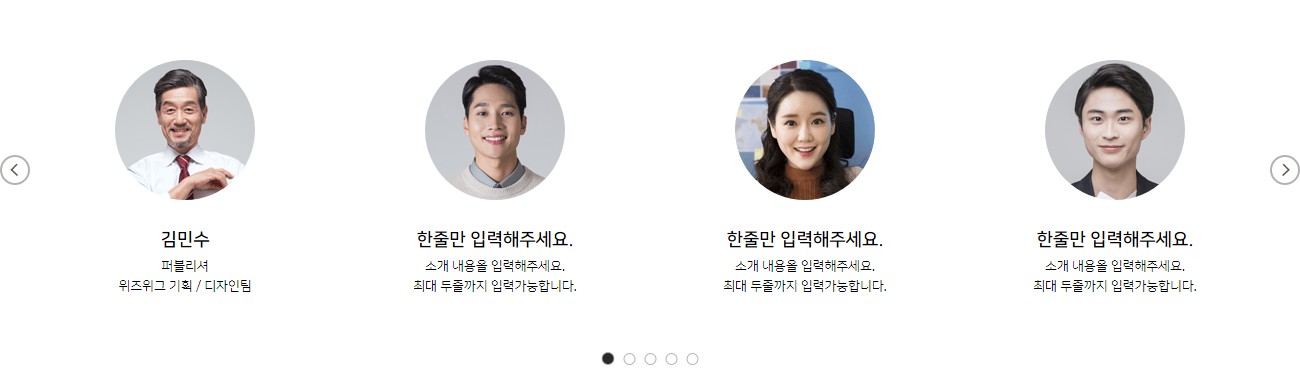 김민수
퍼블리셔
위즈위그 기획 / 디자인팀
한줄만 입력해주세요.
소개 내용을 입력해주세요.
최대 두줄까지 입력가능합니다.
한줄만 입력해주세요.
소개 내용을 입력해주세요.
최대 두줄까지 입력가능합니다.
한줄만 입력해주세요.
소개 내용을 입력해주세요.
최대 두줄까지 입력가능합니다.